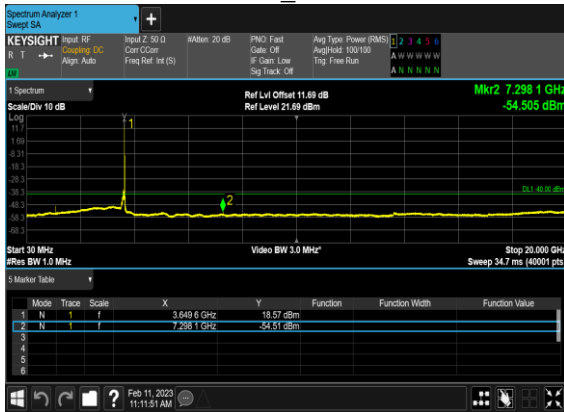 Spectrum Analyzer 1
Swept SA
+
KEYSIGHT Input: RF Input Z: 50 Ω #Atten: 20 dB PNO: Fast Avg Type: Power (RMS) 1 2 3 4 5 6
R T Coupling: DC Corr CCorr Gate: Off Avg|Hold: 100/100 A W W W W W
Align: Auto Freq Ref: Int (S) IF Gain: Low Trig: Free Run
Sig Track: Off A N N N N N
1 Spectrum
Scale/Div 10 dB
Ref Lvl Offset 11.69 dB
Ref Level 21.69 dBm
Mkr2 7.298 1 GHz
-54.505 dBm
Log
11.7
1.69
-8.31
-18.3
-28.3
-38.3
-48.3
-58.3
-68.3
1
2
DL1 -40.00 dBm
Start 30 MHz Video BW 3.0 MHz* Stop 20.000 GHz
#Res BW 1.0 MHz Sweep 34.7 ms (40001 pts)
5 Marker Table
Mode Trace Scale X Y Function Function Width Function Value
1 N 1 f 3.649 6 GHz 18.57 dBm
2 N 1 f 7.298 1 GHz -54.51 dBm
3
4
5
6
?
Feb 11, 2023
11:11:51 AM